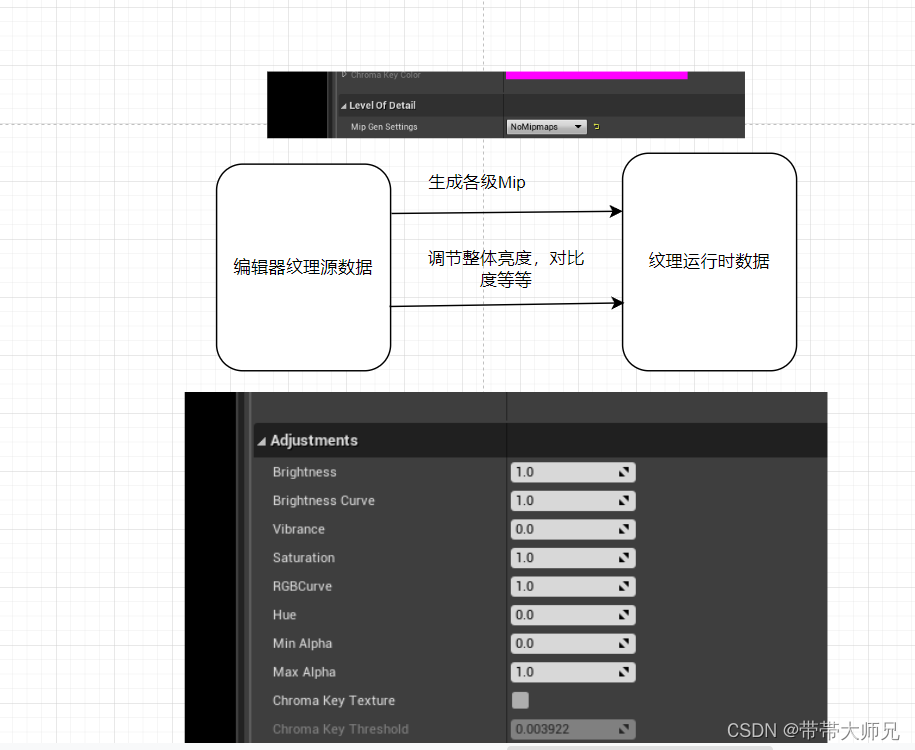 Chroma Key Color
Level Of Detail
Mip Gen Settings NoMipmaps
生成各级Mip
编辑器纹理源数据
调节整体亮度，对比
度等等
纹理运行时数据
Adjustments
Brightness 1.0
Brightness Curve 1.0
Vibrance 0.0
Saturation 1.0
RGBCurve 1.0
Hue 0.0
Min Alpha 0.0
Max Alpha 1.0
Chroma Key Texture
Chroma Key Threshold 0.003922
CSDN @带带大师兄